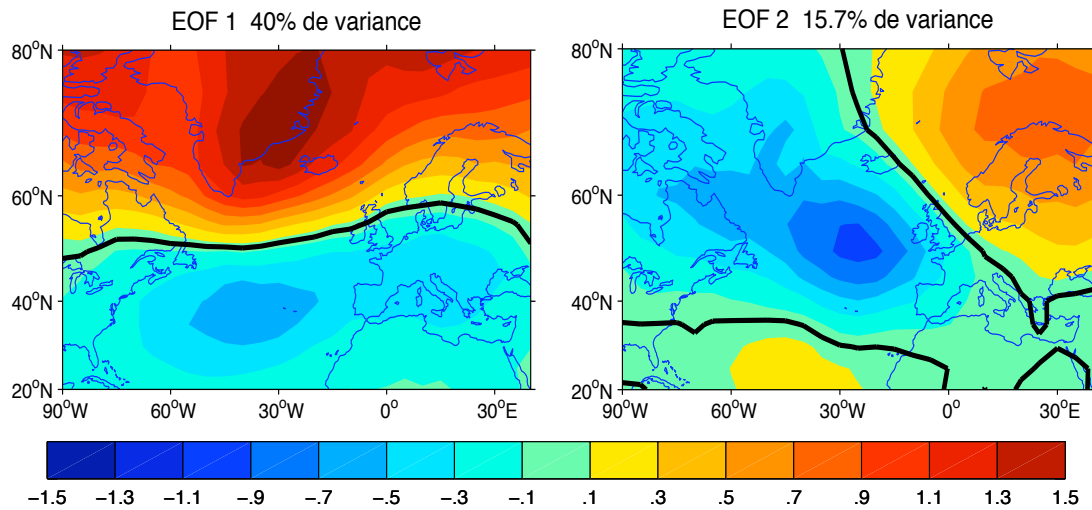 EOF 1 40% de variance
EOF 2 15.7% de variance
80°N
60°N
40°N
20°N
90°W 60°W 30°W 0° 30°E
80°N
60°N
40°N
20°N
90°W 60°W 30°W 0° 30°E
−1.5 −1.3 −1.1 −.9 −.7 −.5 −.3 −.1 .1 .3 .5 .7 .9 1.1 1.3 1.5